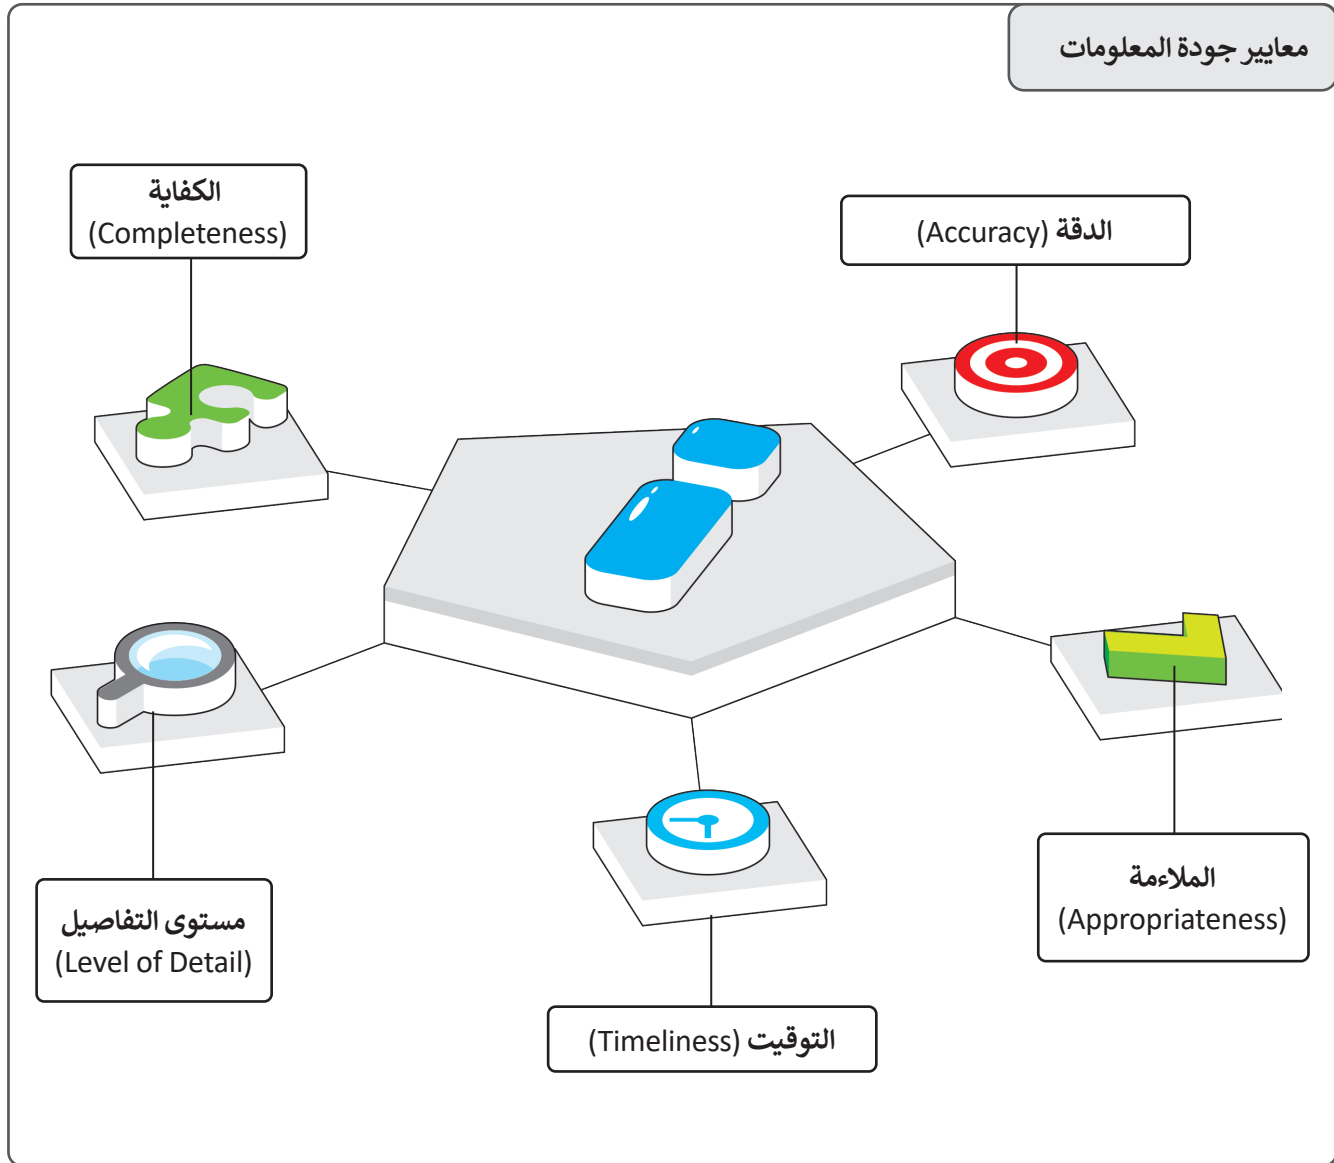 معايير جودة المعلومات
الدقة (Accuracy)
الكفاية
(Completeness)
الملاءمة
(Appropriateness)
مستوى التفاصيل
(Level of Detail)
التوقيت (Timeliness)